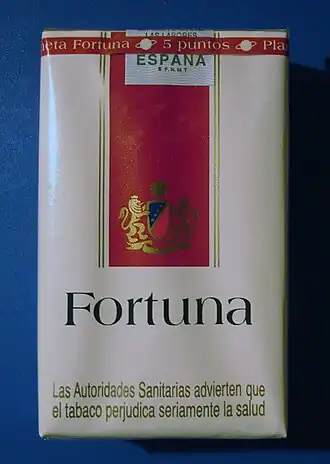 LAS LABORES
neta Fortuna 5 puntos Pla
ESPAÑA
F.N.M.T
Fortuna
Las Autoridades Sanitarias advierten que
el tabaco perjudica seriamente la salud